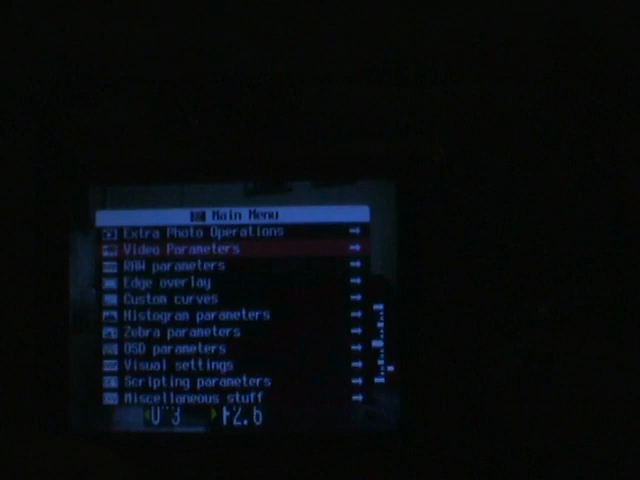 Main Menu
Extra Photo Operations
Video Parameters
RAW parameters
Edge overlay
Custom curves
Histogram parameters
Zebra parameters
OSD parameters
Visual settings
Scripting parameters
Miscellaneous stuff
F2.6